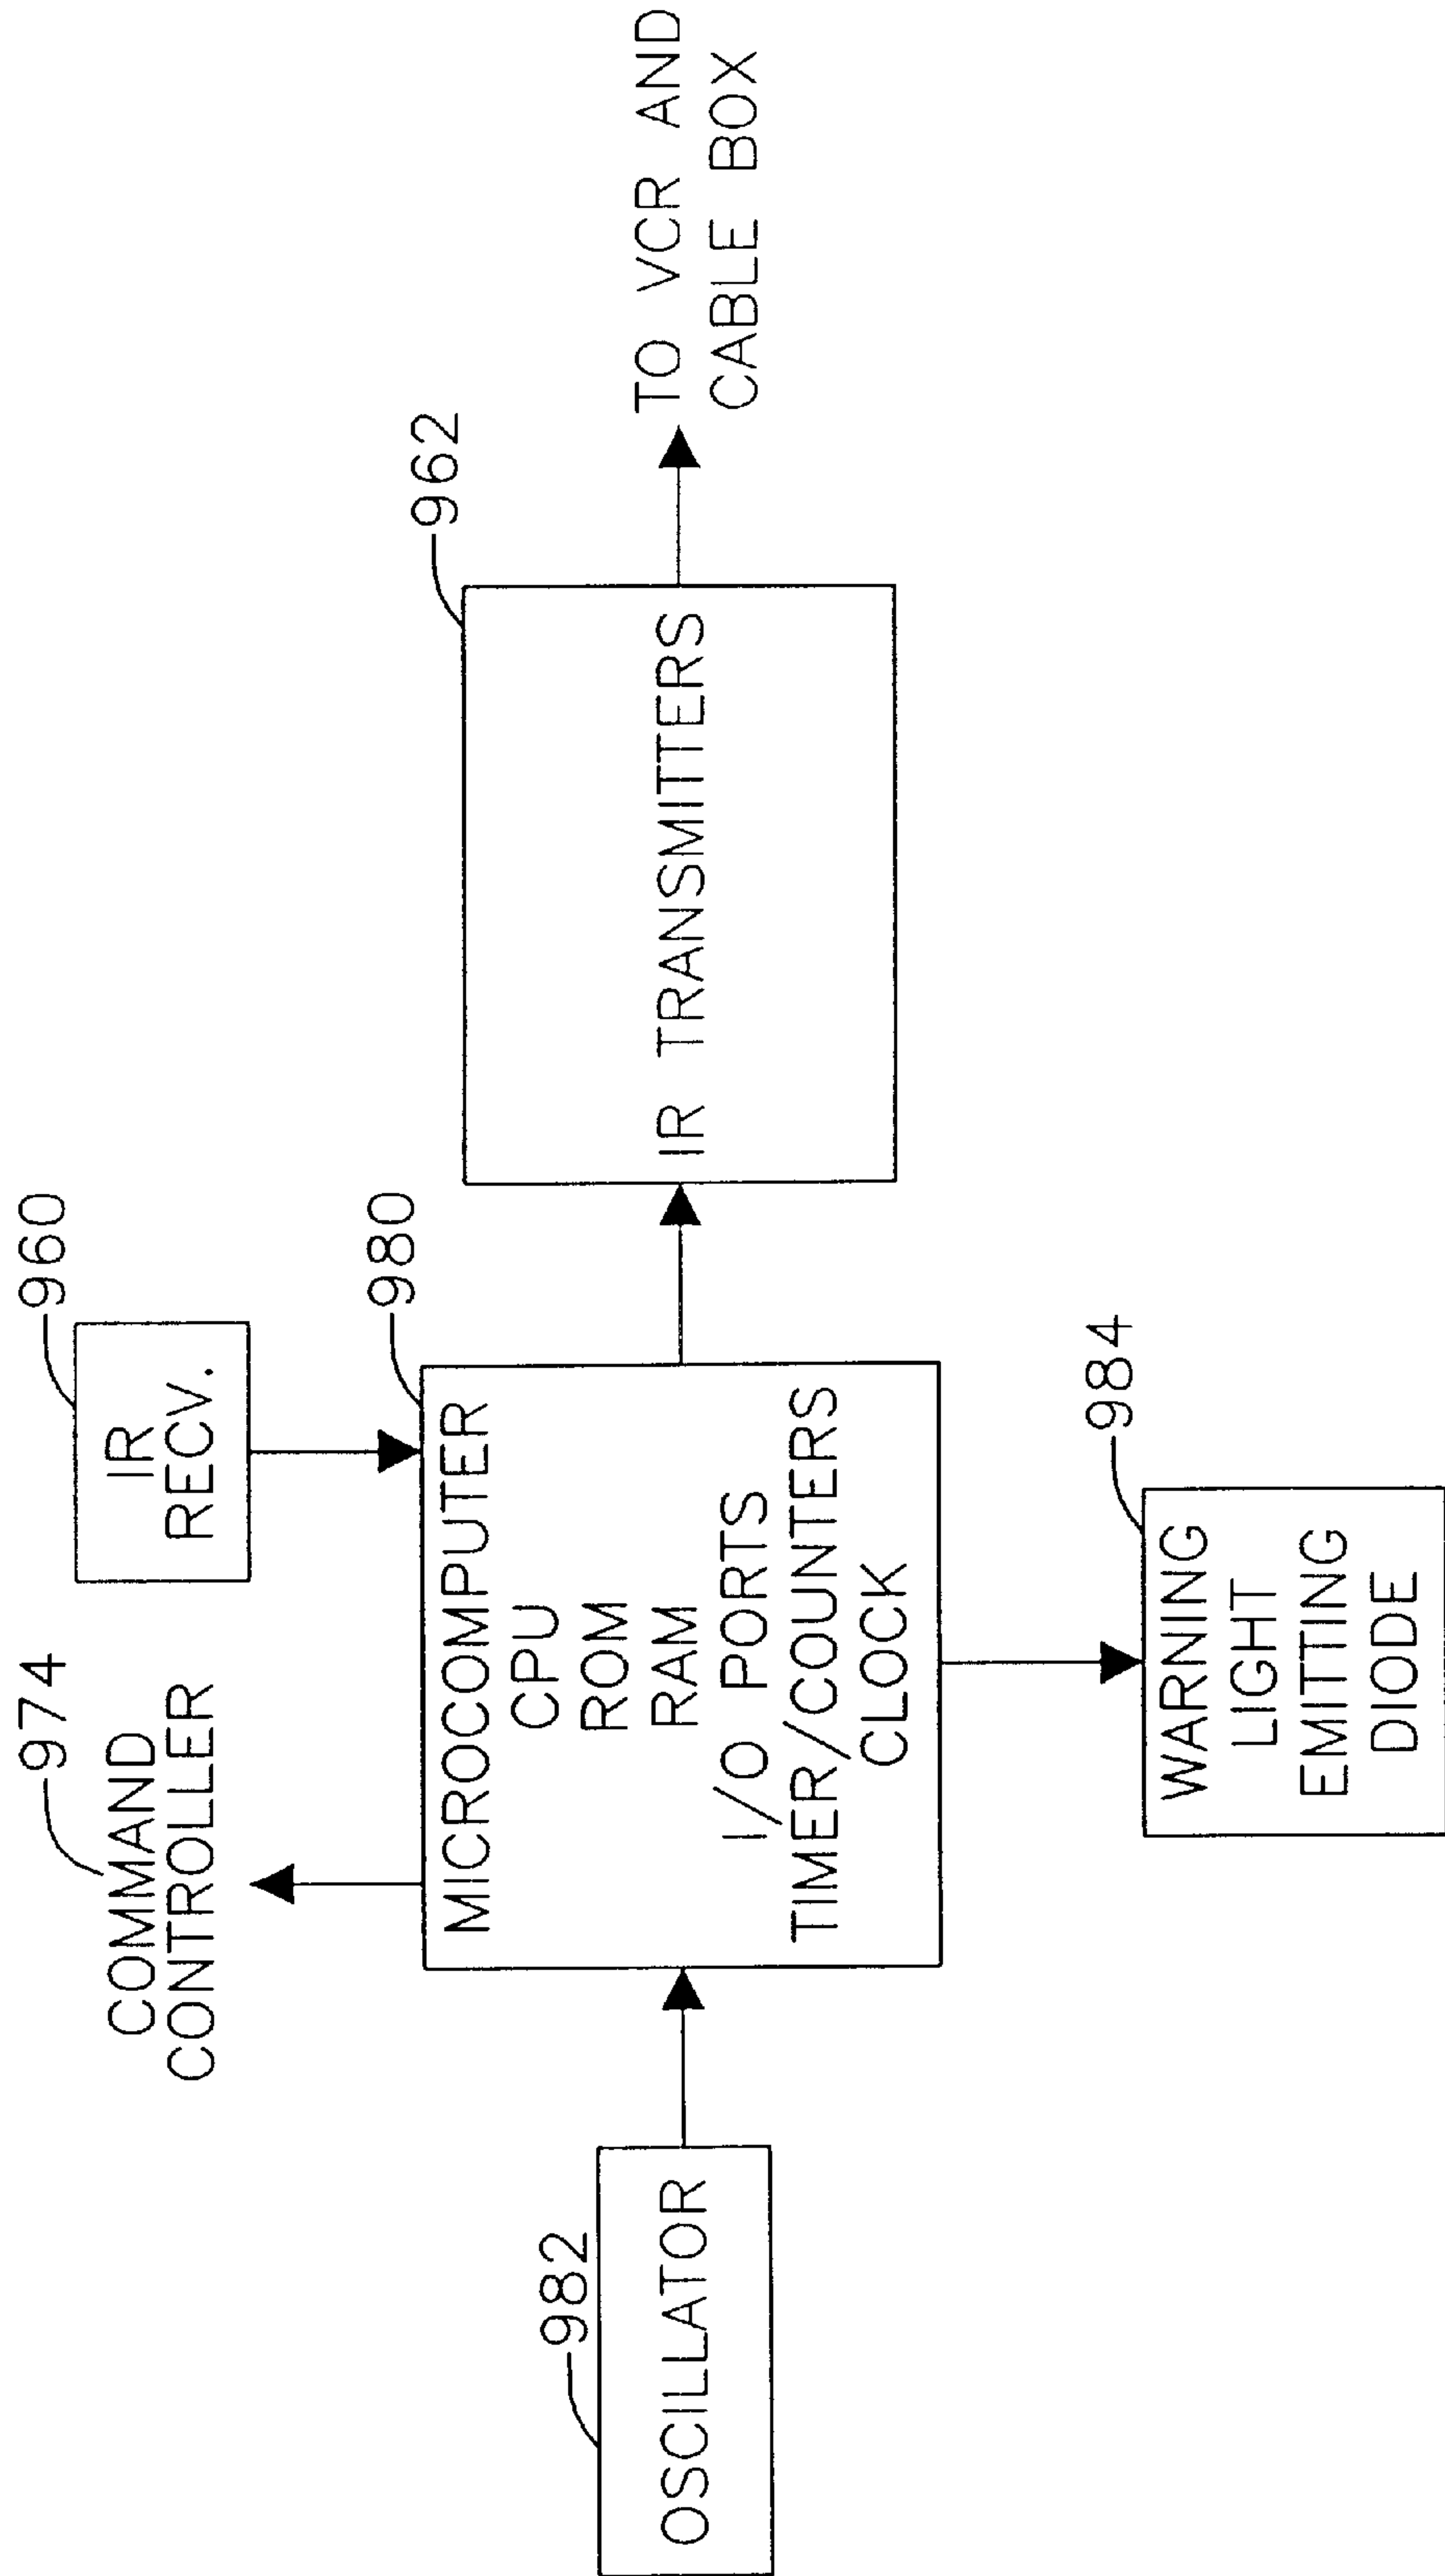 974
COMMAND
CONTROLLER
960
IR
RECV.
982
OSCILLATOR
980
MICROCOMPUTER
CPU
ROM
RAM
I/O PORTS
TIMER/COUNTERS
CLOCK
962
IR TRANSMITTERS
TO VCR AND
CABLE BOX
984
WARNING
LIGHT
EMITTING
DIODE